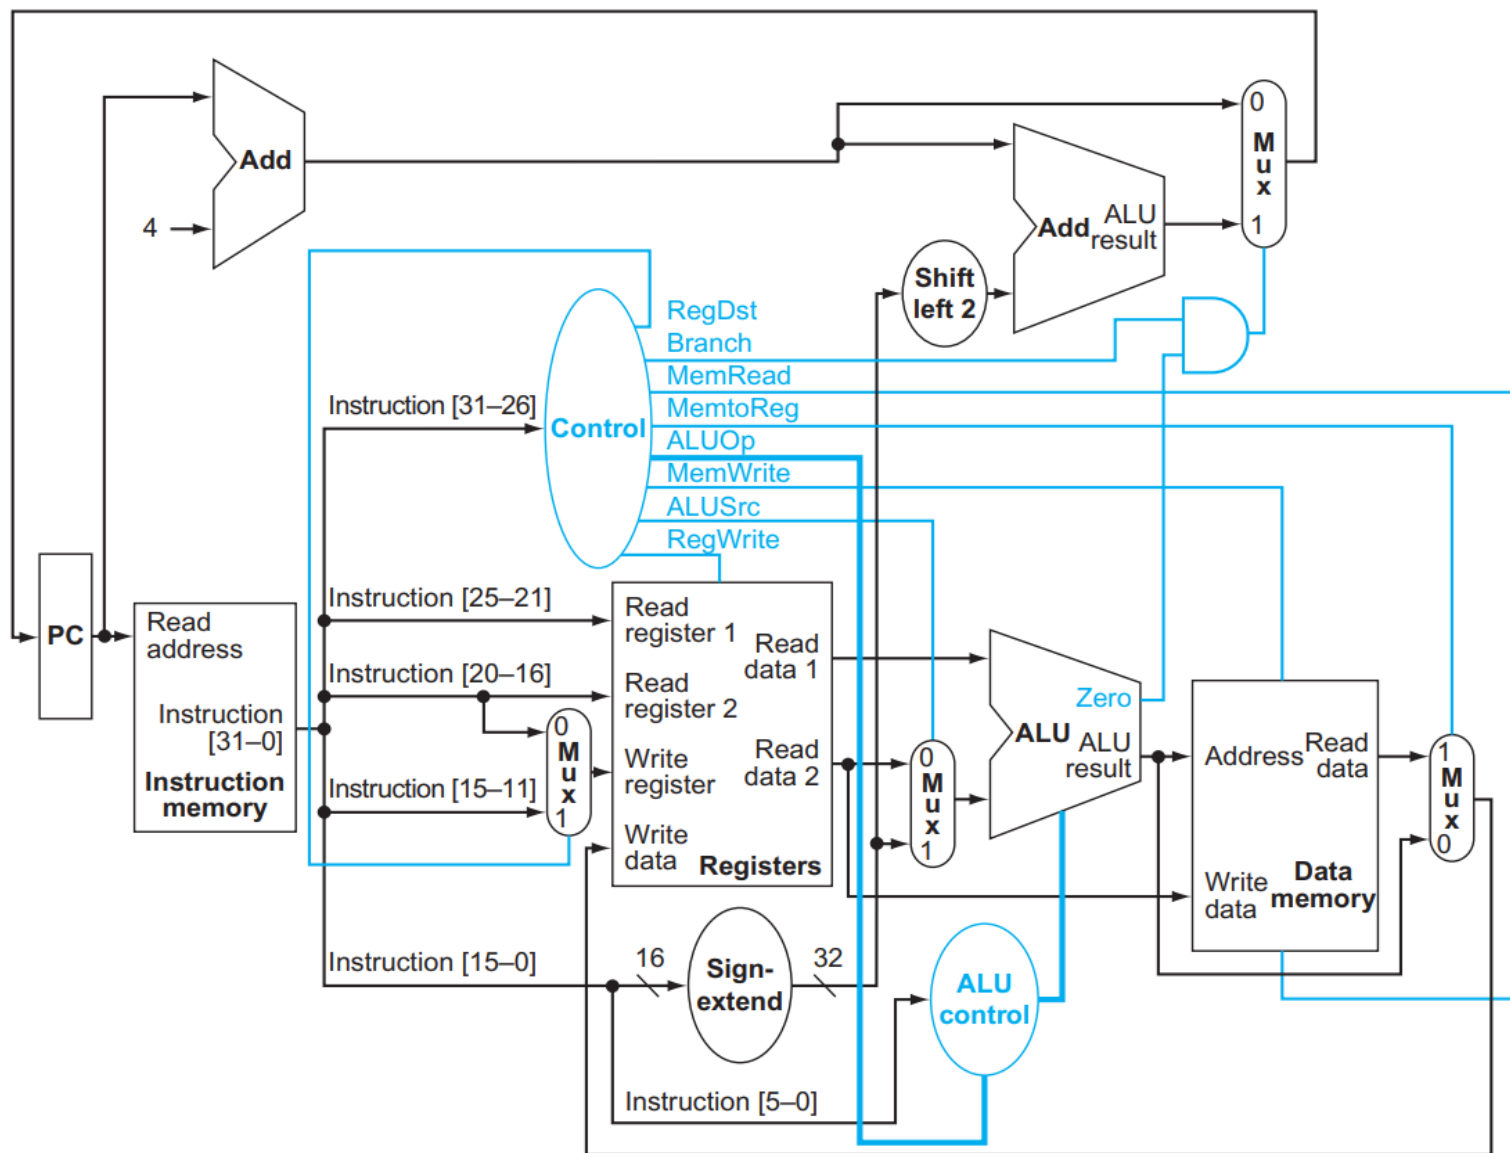 0
M
u
x
1
Add
4
Add
ALU
result
Shift
left 2
RegDst
Branch
MemRead
MemtoReg
ALUOp
MemWrite
ALUSrc
RegWrite
Instruction [31–26]
Control
Instruction [25–21]
Instruction [20–16]
Instruction [15–11]
Instruction [15–0]
Instruction [5–0]
PC
Read
address
Instruction
[31–0]
Instruction
memory
0
M
u
x
1
Read
register 1
Read
register 2
Write
register
Write
data
Read
data 1
Read
data 2
Registers
0
M
u
x
1
Zero
ALU
ALU
result
Address
Read
data
Write
data
Data
memory
1
M
u
x
0
16
Sign-
extend
32
ALU
control